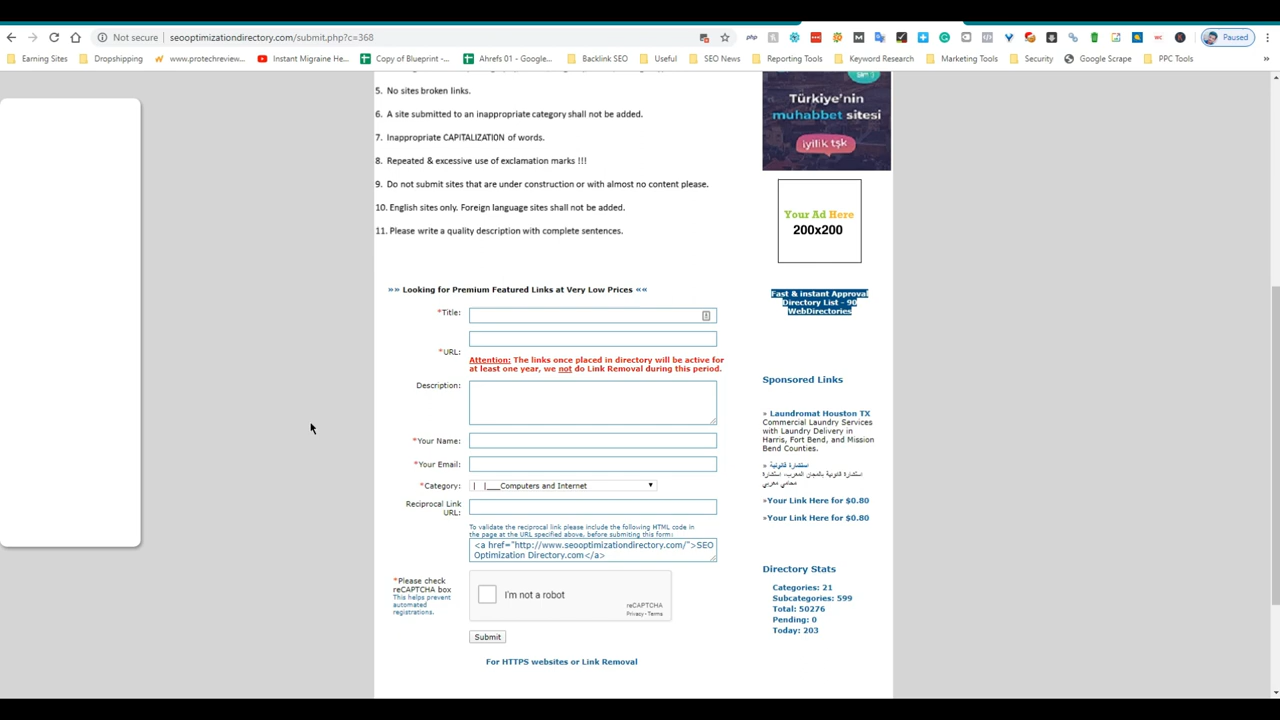 Not secure
seooptimizationdirectory.com/submit.php?c=368
Paused
Earning Sites
Dropshipping
www.protechreview...
Instant Migraine He...
Copy of Blueprint -...
Ahrefs 01 - Google...
Backlink SEO
Useful
SEO News
Reporting Tools
Keyword Research
Marketing Tools
Security
Google Scrape
PPC Tools
5. No sites broken links.
6. A site submitted to an inappropriate category shall not be added.
7. Inappropriate CAPITALIZATION of words.
8. Repeated & excessive use of exclamation marks !!!
9. Do not submit sites that are under construction or with almost no content please.
10. English sites only. Foreign language sites shall not be added.
11. Please write a quality description with complete sentences.
»» Looking for Premium Featured Links at Very Low Prices ««
*Title:
*URL:
Attention: The links once placed in directory will be active for
at least one year, we not do Link Removal during this period.
Description:
*Your Name:
*Your Email:
*Category:
| |___Computers and Internet
Reciprocal Link
URL:
To validate the reciprocal link please include the following HTML code in
the page at the URL specified above, before submiting this form:
<a href="http://www.seooptimizationdirectory.com/">SEO
Optimization Directory.com</a>
*Please check
reCAPTCHA box
This helps prevent
automated
registrations.
I'm not a robot
reCAPTCHA
Privacy - Terms
Submit
For HTTPS websites or Link Removal
Türkiye'nin
muhabbet sitesi
iyilik tşk
Your Ad Here
200x200
Fast & instant Approval
Directory List - 90
WebDirectories
Sponsored Links
» Laundromat Houston TX
Commercial Laundry Services
with Laundry Delivery in
Harris, Fort Bend, and Mission
Bend Counties.
» استشارة قانونية
استشارة قانونية بالمجان المغرب، استشارة
محامي مغربي
»Your Link Here for $0.80
»Your Link Here for $0.80
Directory Stats
Categories: 21
Subcategories: 599
Total: 50276
Pending: 0
Today: 203